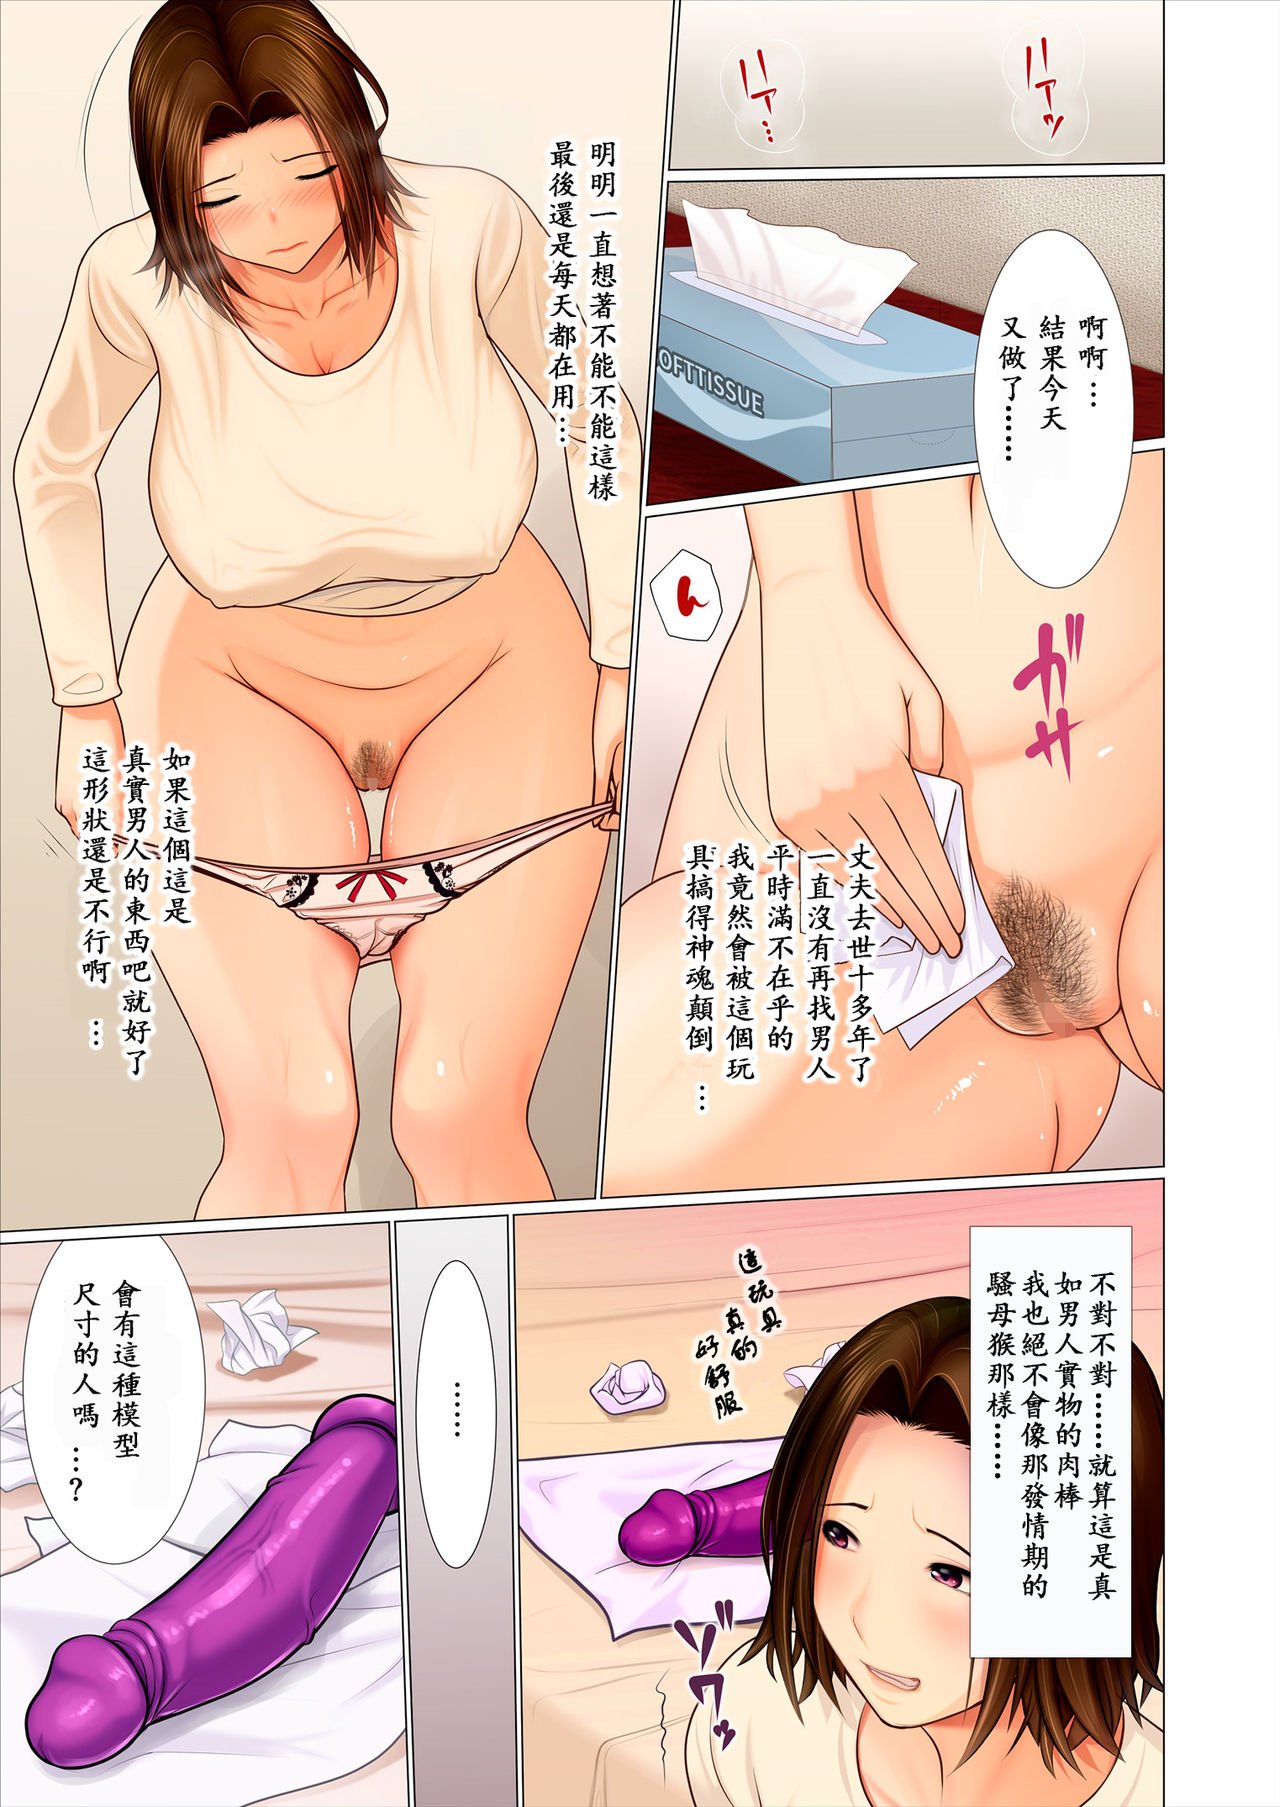 ハアッ
ハアァ…
啊啊…
結果今天
又做了……
OFTTISSUE
ん
ガサ
丈夫去世十多年了
一直沒有再找男人
平時滿不在乎的
我竟然會被這個玩
具搞得神魂顛倒
…
明明一直想著不能不能這樣
最後還是每天都在用…
如果這個這是
真實男人的東西吧就好了
這形狀還是不行啊 …
不對不對……就算這是真
如男人實物的肉棒
我也絕不會像那發情期的
騷母猴那樣……
這玩具
真的
好舒服
ジワッ
……
會有這種模型
尺寸的人嗎 …?